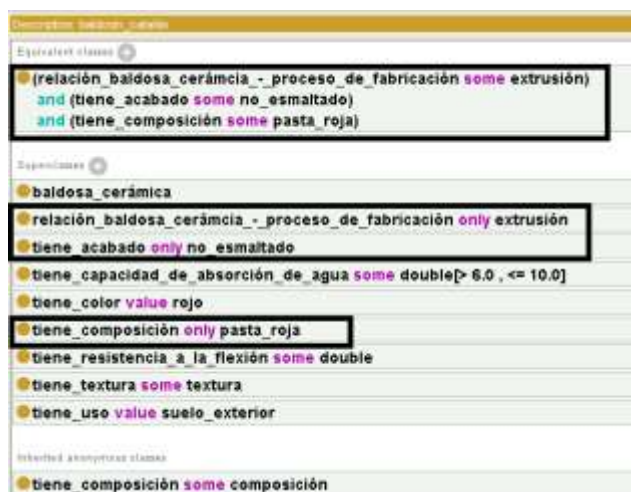 Description: baldosín_catalán
Equivalent classes
(relación_baldosa_cerámcia_-_proceso_de_fabricación some extrusión)
and (tiene_acabado some no_esmaltado)
and (tiene_composición some pasta_roja)
Superclasses
baldosa_cerámica
relación_baldosa_cerámcia_-_proceso_de_fabricación only extrusión
tiene_acabado only no_esmaltado
tiene_capacidad_de_absorción_de_agua some double[> 6.0 , <= 10.0]
tiene_color value rojo
tiene_composición only pasta_roja
tiene_resistencia_a_la_flexión some double
tiene_textura some textura
tiene_uso value suelo_exterior
Inherited anonymous classes
tiene_composición some composición